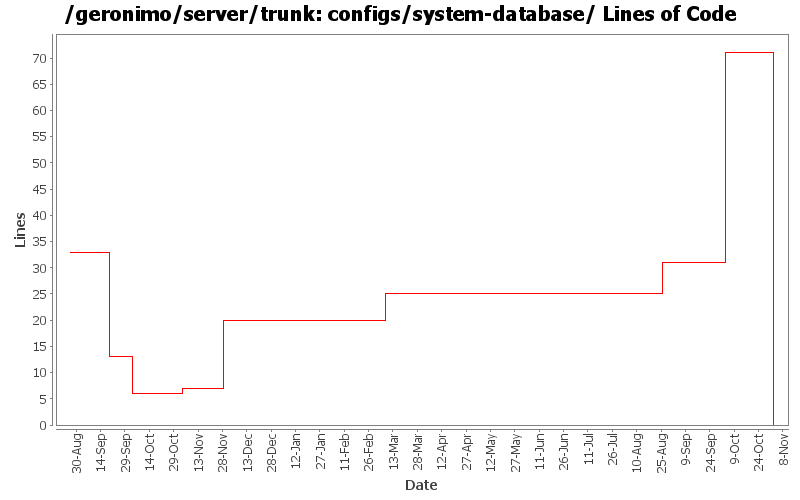 /geronimo/server/trunk: configs/system-database/ Lines of Code
70
65
60
55
50
45
40
35
30
25
20
15
10
5
0
Lines
30-Aug
14-Sep
29-Sep
14-Oct
29-Oct
13-Nov
28-Nov
13-Dec
28-Dec
12-Jan
27-Jan
11-Feb
26-Feb
13-Mar
28-Mar
12-Apr
27-Apr
12-May
27-May
11-Jun
26-Jun
11-Jul
26-Jul
10-Aug
25-Aug
9-Sep
24-Sep
9-Oct
24-Oct
8-Nov
Date